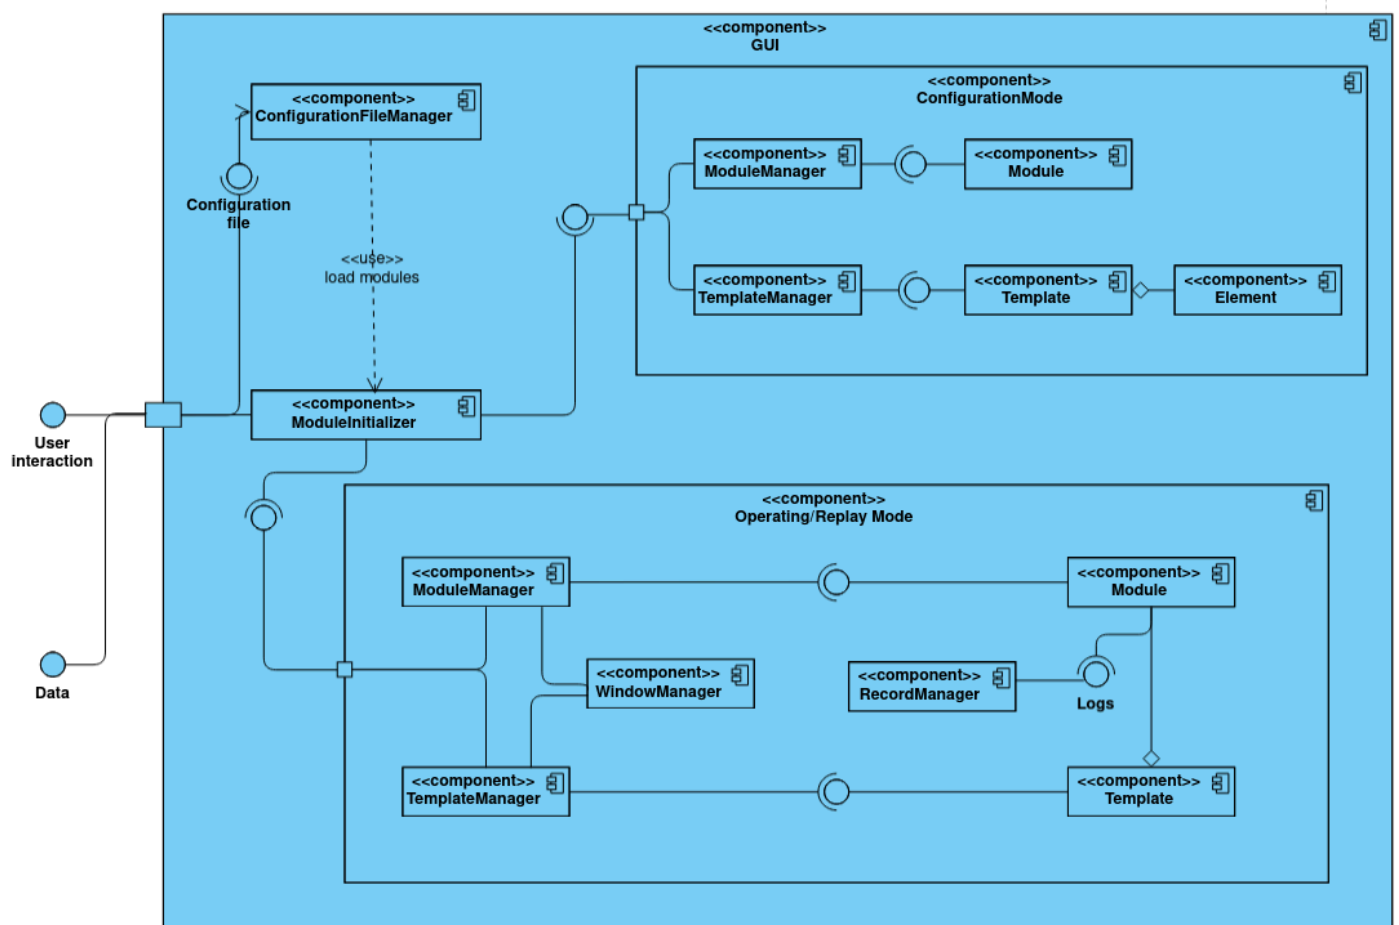 <<component>>
GUI
<<component>>
ConfigurationMode
<<component>>
ConfigurationFileManager
<<component>>
ModuleManager
<<component>>
Module
Configuration
file
<<use>>
load modules
<<component>>
TemplateManager
<<component>>
Template
<<component>>
Element
<<component>>
ModuleInitializer
User
interaction
<<component>>
Operating/Replay Mode
<<component>>
ModuleManager
<<component>>
Module
<<component>>
WindowManager
<<component>>
RecordManager
Logs
Data
<<component>>
TemplateManager
<<component>>
Template